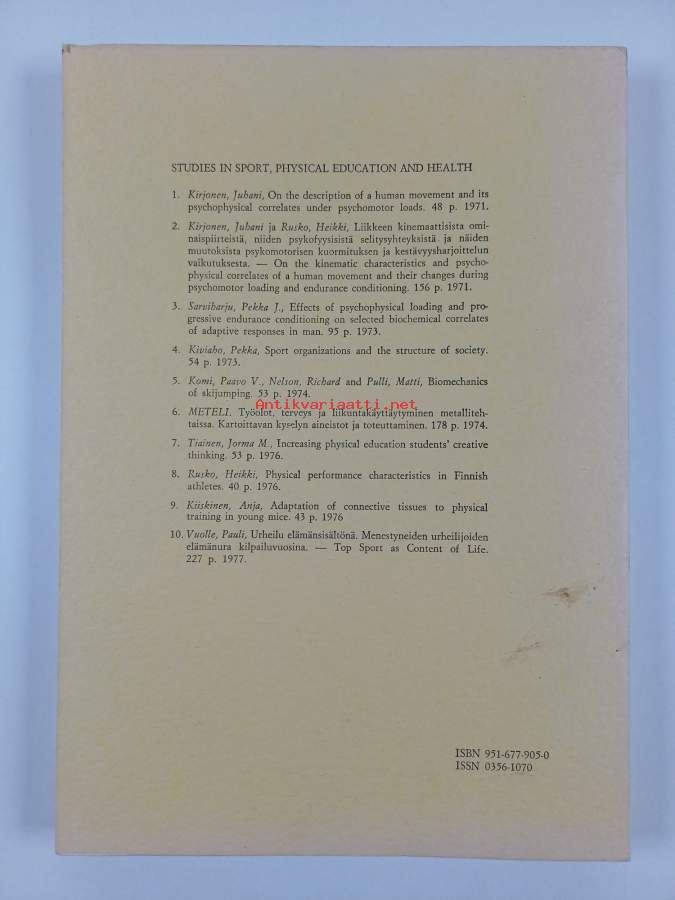 STUDIES IN SPORT, PHYSICAL EDUCATION AND HEALTH
1. Kirjonen, Juhani, On the description of a human movement and its
psychophysical correlates under psychomotor loads. 48 p. 1971.
2. Kirjonen, Juhani ja Rusko, Heikki, Liikkeen kinemaattisista omi-
naispiirteistä, niiden psykofyysisistä selitysyhteyksistä ja näiden
muutoksista psykomotorisen kuormituksen ja kestävyysharjoittelun
vaikutuksesta. — On the kinematic characteristics and psycho-
physical correlates of a human movement and their changes during
psychomotor loading and endurance conditioning. 156 p. 1971.
3. Sarviharju, Pekka J., Effects of psychophysical loading and pro-
gressive endurance conditioning on selected biochemical correlates
of adaptive responses in man. 95 p. 1973.
4. Kiviaho, Pekka, Sport organizations and the structure of society.
54 p. 1973.
5. Komi, Paavo V., Nelson, Richard and Pulli, Matti, Biomechanics
of skijumping. 53 p. 1974.
Antikvariaatti.net
6. METELI. Työolot, terveys ja liikuntakäyttäytyminen metalliteh-
taissa. Kartoittavan kyselyn aineistot ja toteuttaminen. 178 p. 1974.
7. Tiainen, Jorma M., Increasing physical education students' creative
thinking. 53 p. 1976.
8. Rusko, Heikki, Physical performance characteristics in Finnish
athletes. 40 p. 1976.
9. Kiiskinen, Anja, Adaptation of connective tissues to physical
training in young mice. 43 p. 1976
10. Vuolle, Pauli, Urheilu elämänsisältönä. Menestyneiden urheilijoiden
elämänura kilpailuvuosina. — Top Sport as Content of Life.
227 p. 1977.
ISBN 951-677-905-0
ISSN 0356-1070